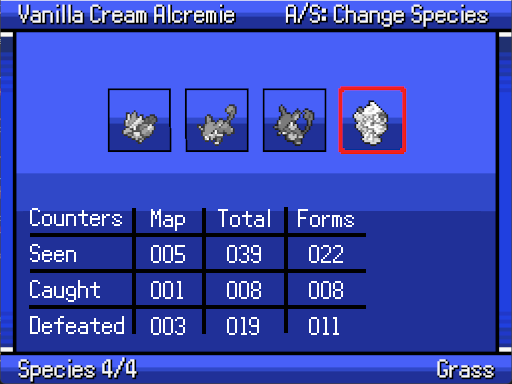 Vanilla Cream Alcremie A/S: Change Species
Counters Map Total Forms
Seen 005 039 022
Caught 001 008 008
Defeated 003 019 011
Species 4/4 Grass